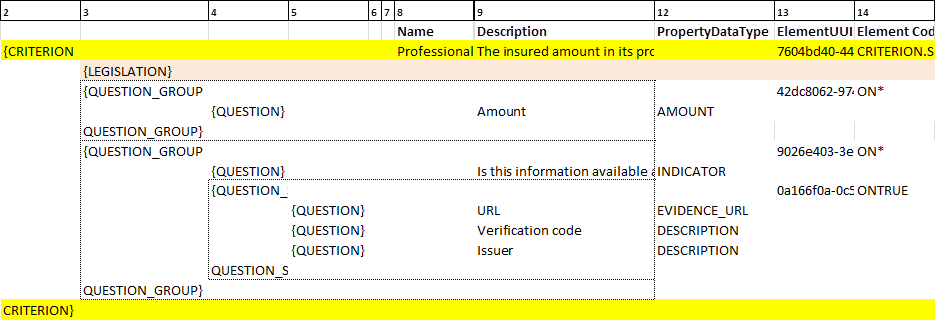 2 3 4 5 6 7 8 9 12 13 14
Name Description PropertyDataType ElementUUI Element Cod
{CRITERION Professional The insured amount in its pro 7604bd40-44 CRITERION.S
{LEGISLATION}
{QUESTION_GROUP 42dc8062-974 ON*
{QUESTION} Amount AMOUNT
QUESTION_GROUP}
{QUESTION_GROUP 9026e403-3e ON*
{QUESTION} Is this information available a INDICATOR
{QUESTION_S 0a166f0a-0c5 ONTRUE
{QUESTION} URL EVIDENCE_URL
{QUESTION} Verification code DESCRIPTION
{QUESTION} Issuer DESCRIPTION
QUESTION_S
QUESTION_GROUP}
CRITERION}